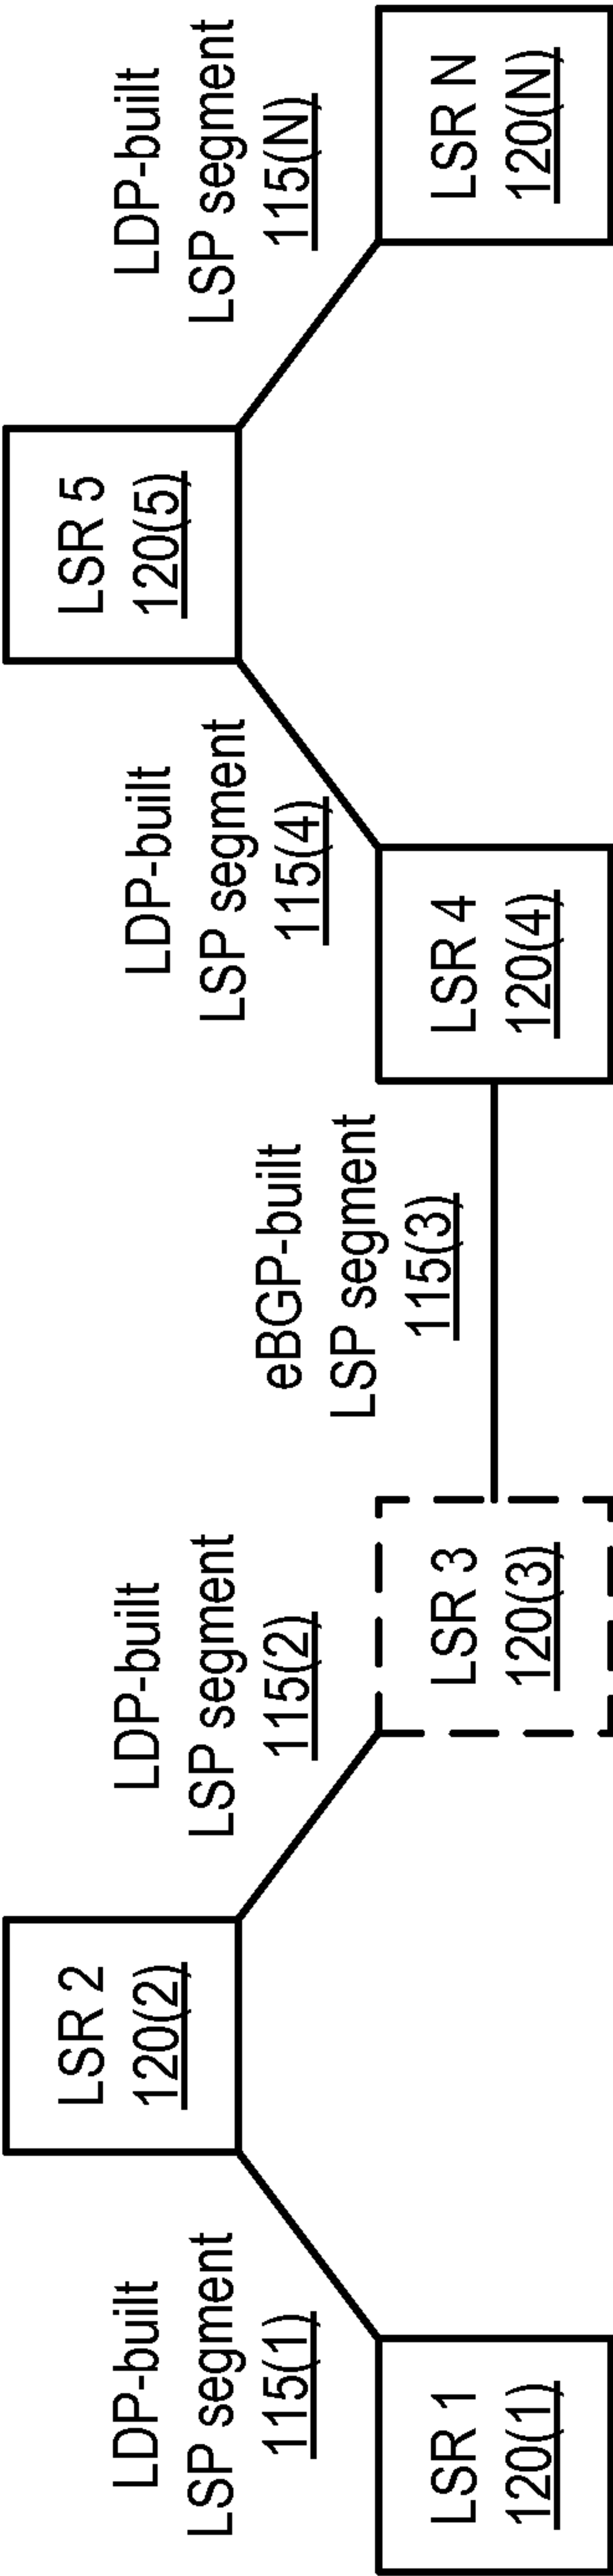 LSR 1
120(1)
LDP-built
LSP segment
115(1)
LSR 2
120(2)
LDP-built
LSP segment
115(2)
LSR 3
120(3)
eBGP-built
LSP segment
115(3)
LSR 4
120(4)
LDP-built
LSP segment
115(4)
LSR 5
120(5)
LDP-built
LSP segment
115(N)
LSR N
120(N)